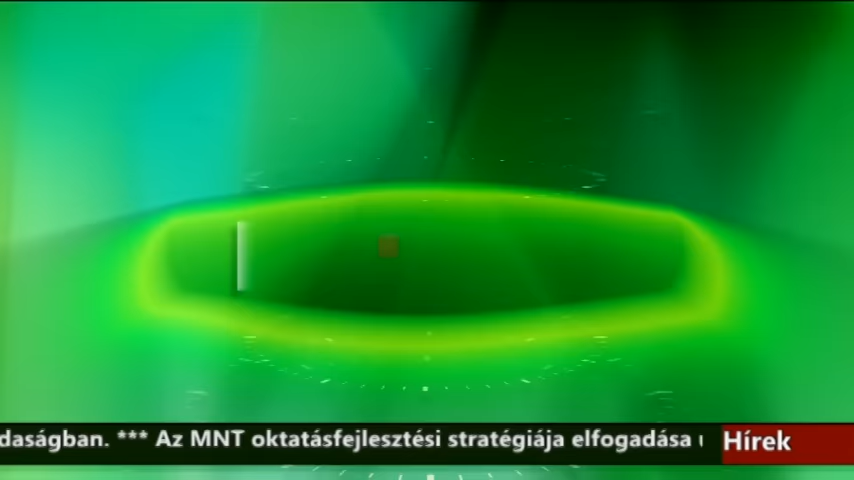 daságban. *** Az MNT oktatásfejlesztési stratégiája elfogadása
Hírek